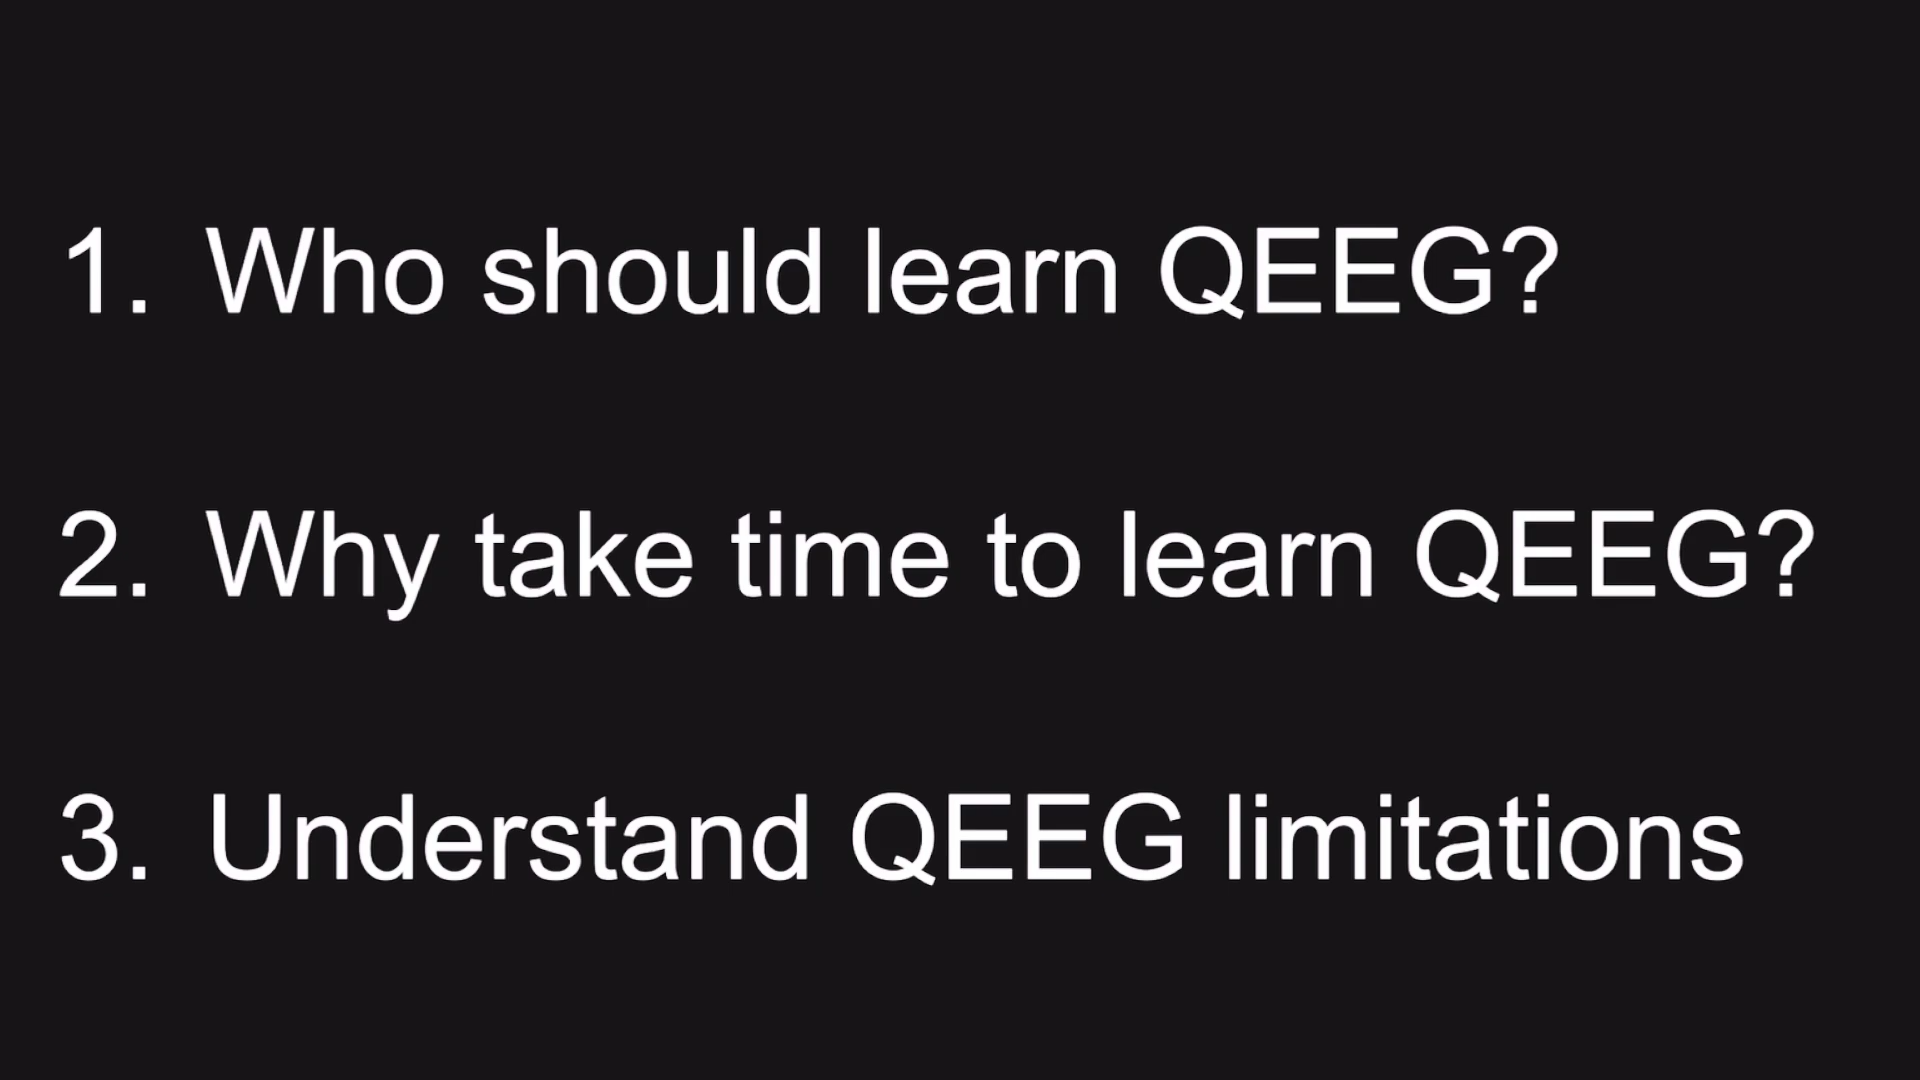 1. Who should learn QEEG?
2. Why take time to learn QEEG?
3. Understand QEEG limitations